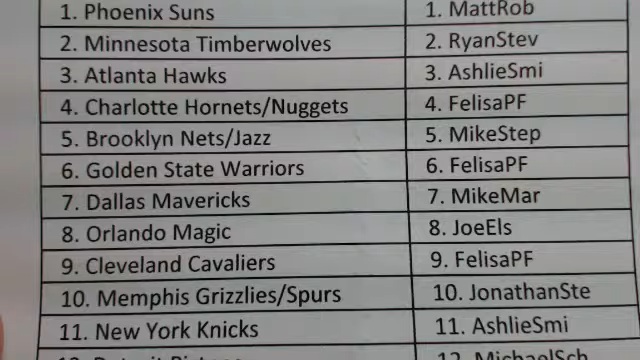 1. Phoenix Suns 1. MattRob
2. Minnesota Timberwolves 2. RyanStev
3. Atlanta Hawks 3. AshlieSmi
4. Charlotte Hornets/Nuggets 4. FelisaPF
5. Brooklyn Nets/Jazz 5. MikeStep
6. Golden State Warriors 6. FelisaPF
7. Dallas Mavericks 7. MikeMar
8. Orlando Magic 8. JoeEls
9. Cleveland Cavaliers 9. FelisaPF
10. Memphis Grizzlies/Spurs 10. JonathanSte
11. New York Knicks 11. AshlieSmi
12. Detroit Pistons 12. MichaelSch